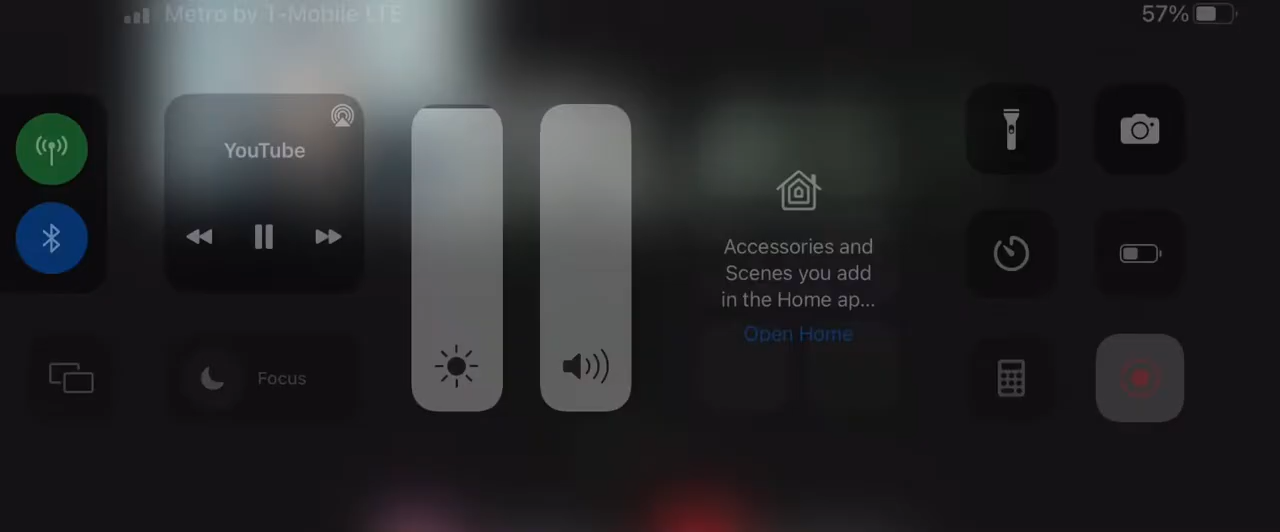 Metro by T-Mobile LTE
57%
YouTube
Accessories and
Scenes you add
in the Home ap...
Open Home
Focus